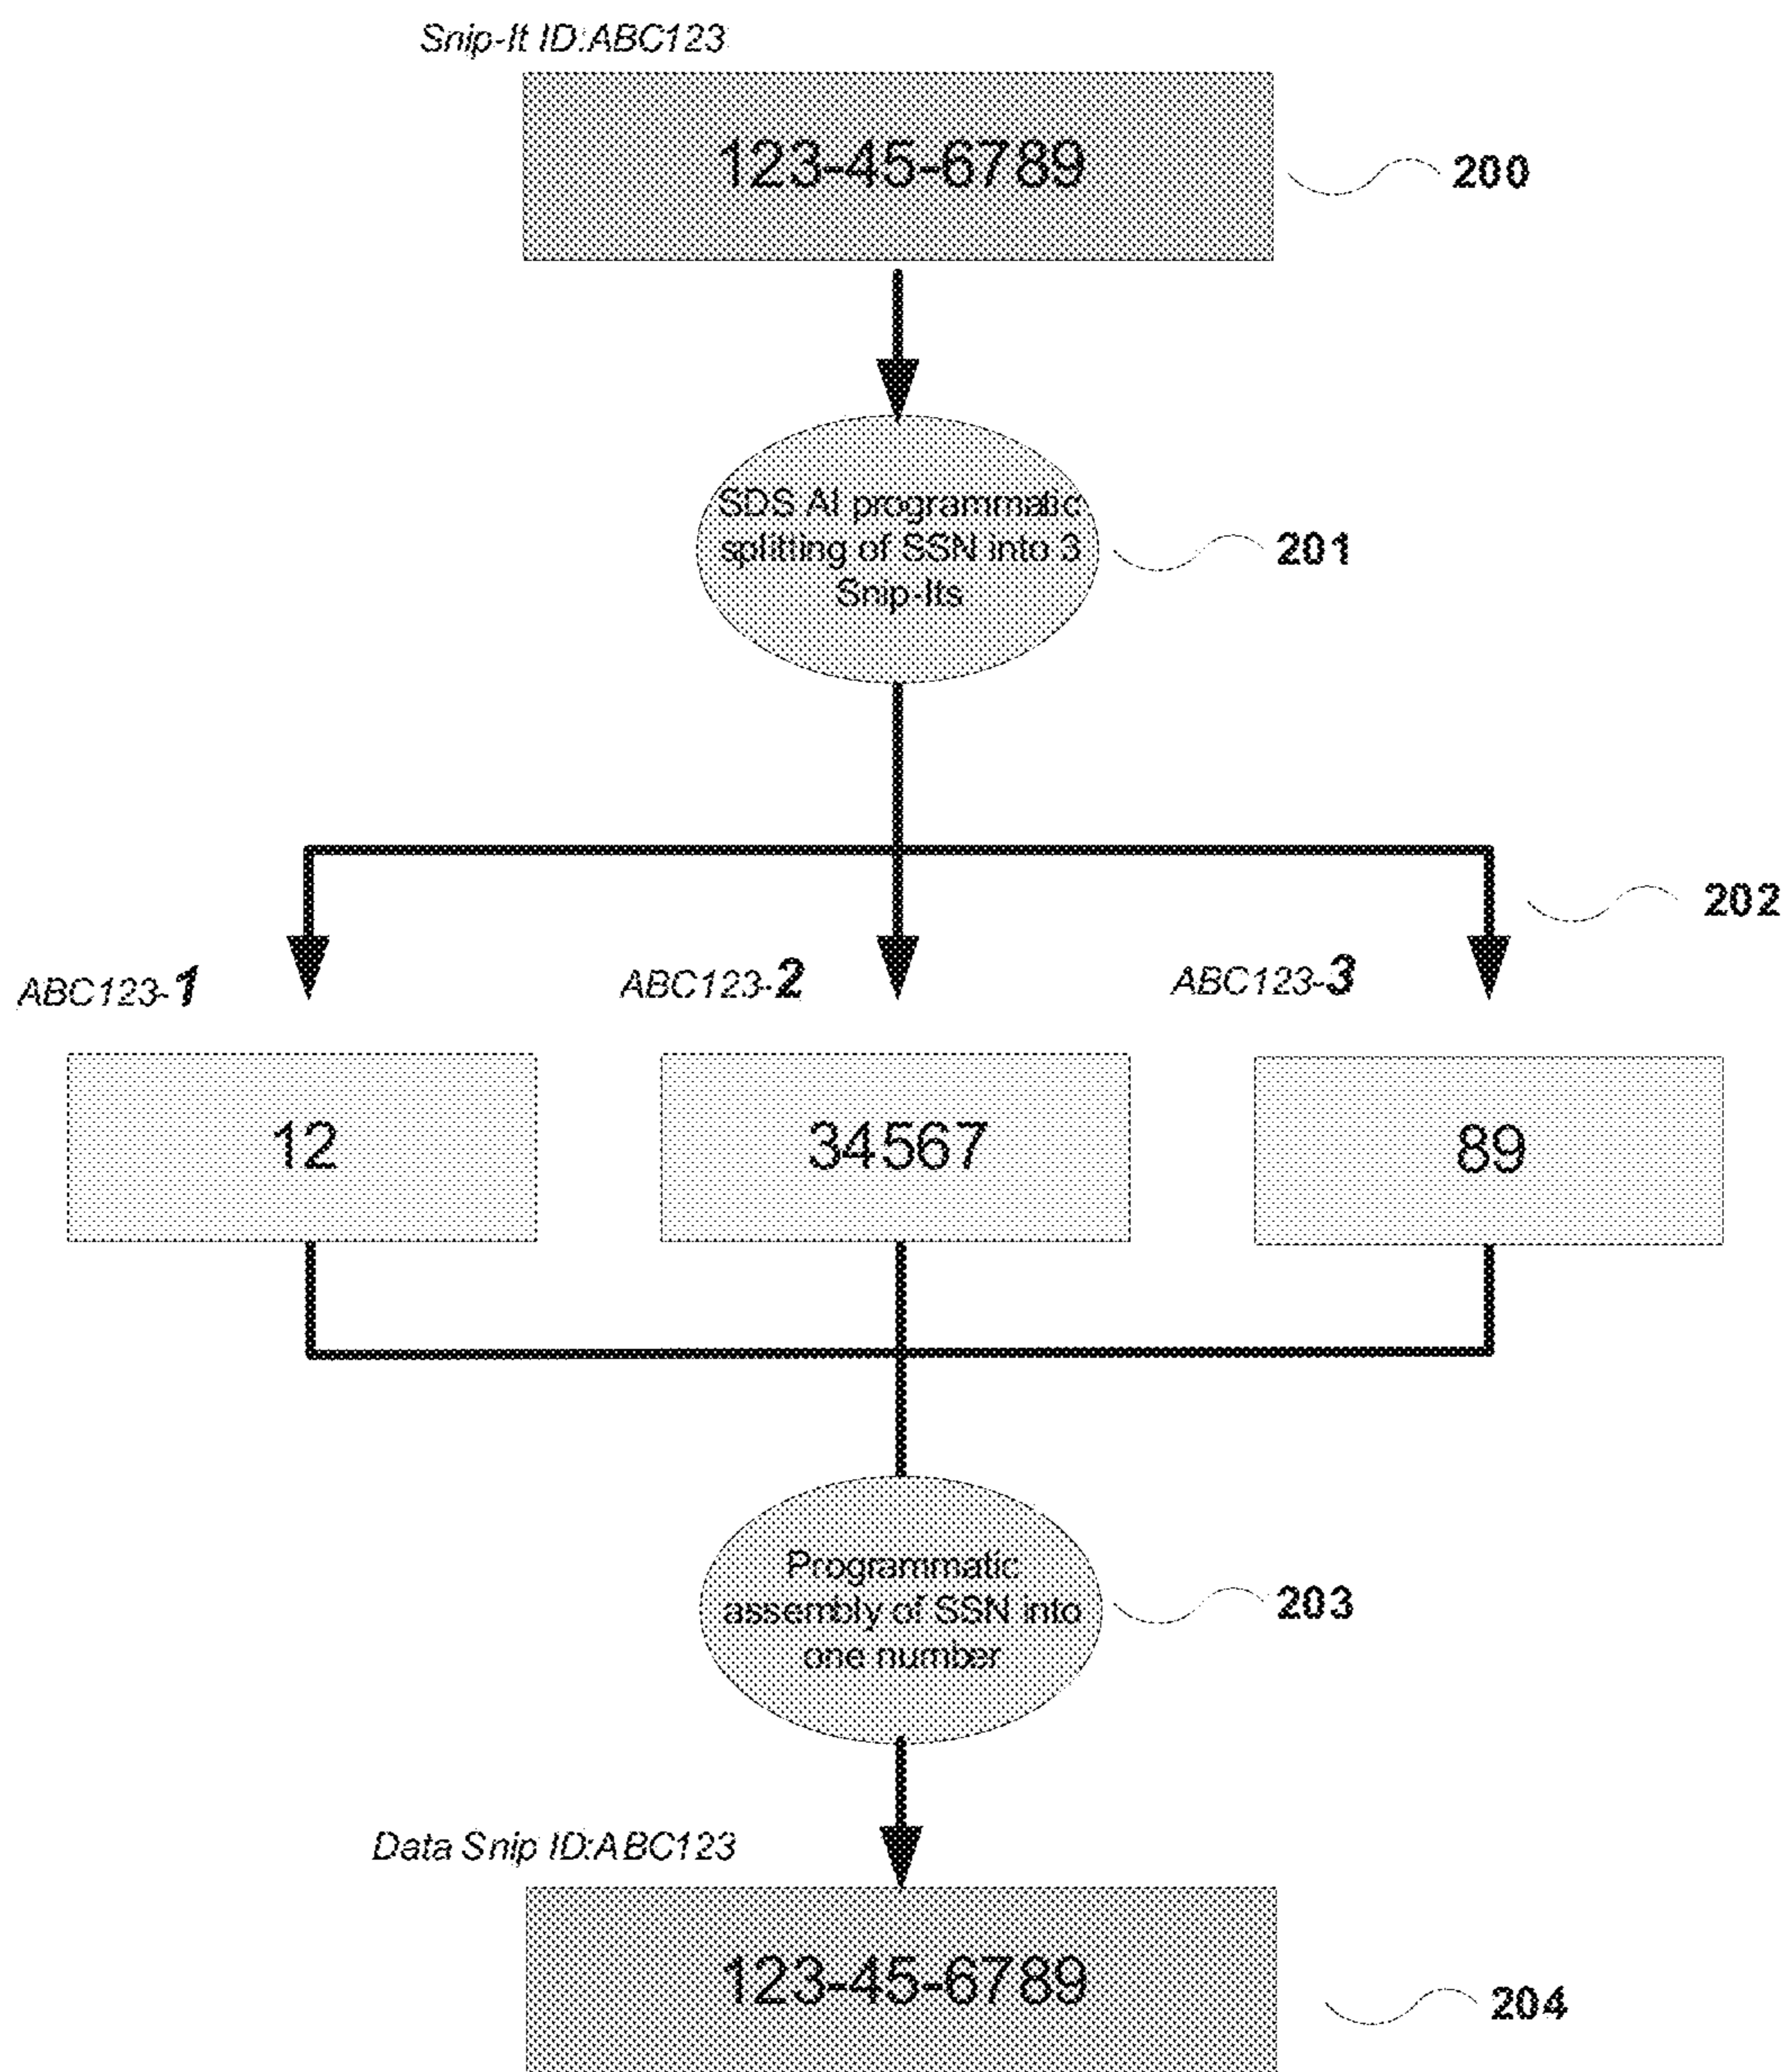 Snip-It ID:ABC123
123-45-6789
200
SDS AI programmatic
splitting of SSN into 3
Snip-Its
201
202
ABC123-1
ABC123-2
ABC123-3
12
34567
89
Programmatic
assembly of SSN into
one number
203
Data Snip ID:ABC123
123-45-6789
204